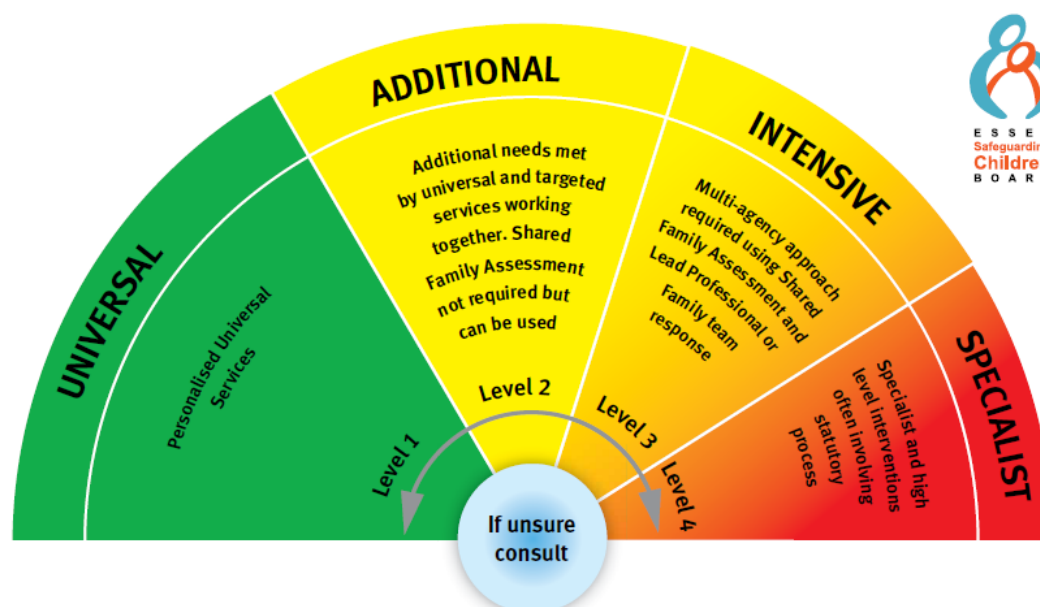 UNIVERSAL
Personalised Universal
Services
Level 1
ADDITIONAL
Additional needs met
by universal and targeted
services working
together. Shared
Family Assessment
not required but
can be used
Level 2
INTENSIVE
Multi-agency approach
required using Shared
Family Assessment and
Lead Professional or
Family team
response
Level 3
SPECIALIST
Specialist and high
level interventions
often involving
statutory
process
Level 4
If unsure
consult
ESSE
Safeguardin
Childre
BOAR